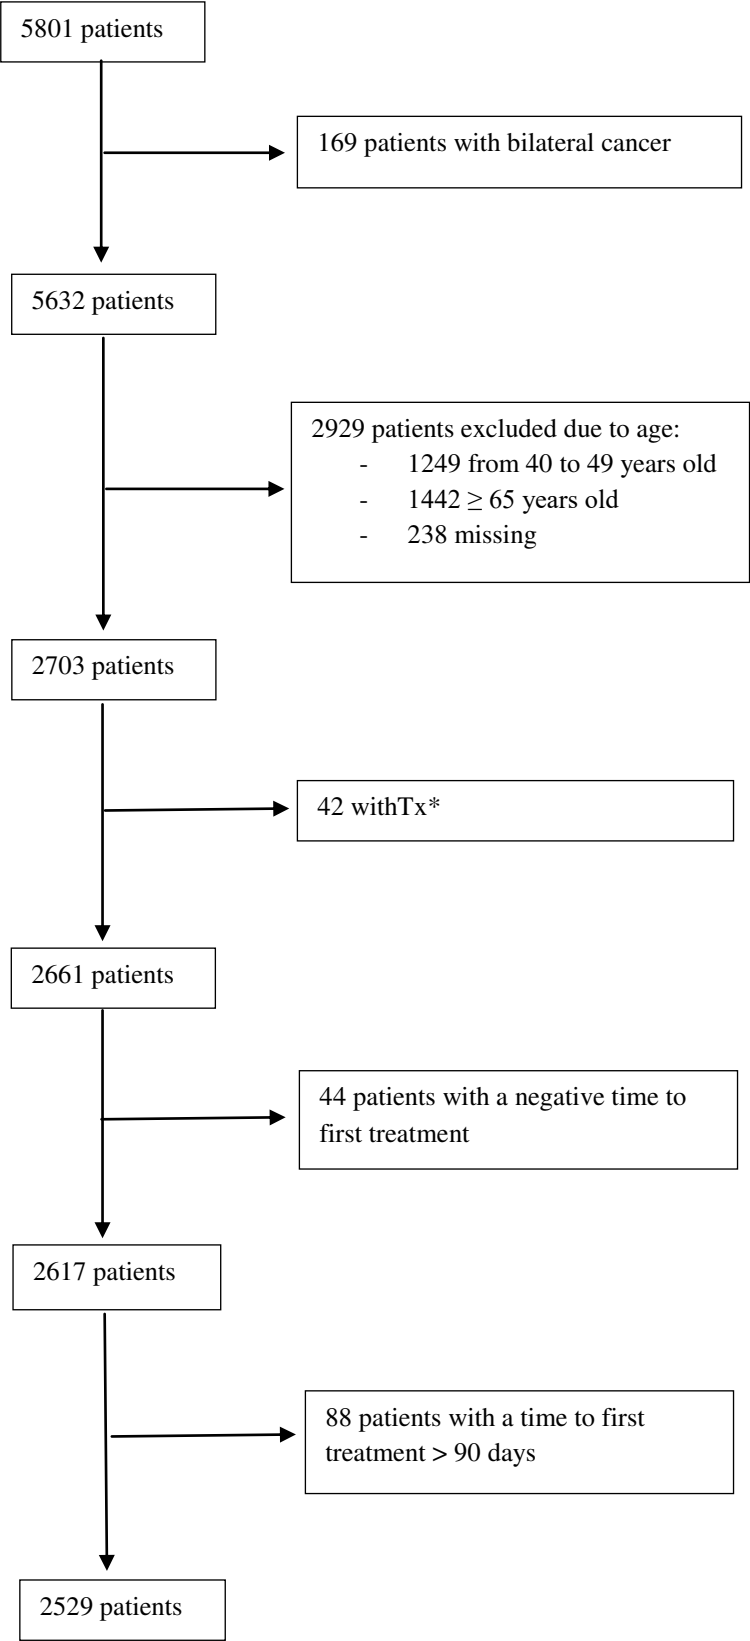 5801 patients
169 patients with bilateral cancer
5632 patients
2929 patients excluded due to age:
- 1249 from 40 to 49 years old
- 1442 ≥ 65 years old
- 238 missing
2703 patients
42 withTx*
2661 patients
44 patients with a negative time to
first treatment
2617 patients
88 patients with a time to first
treatment > 90 days
2529 patients